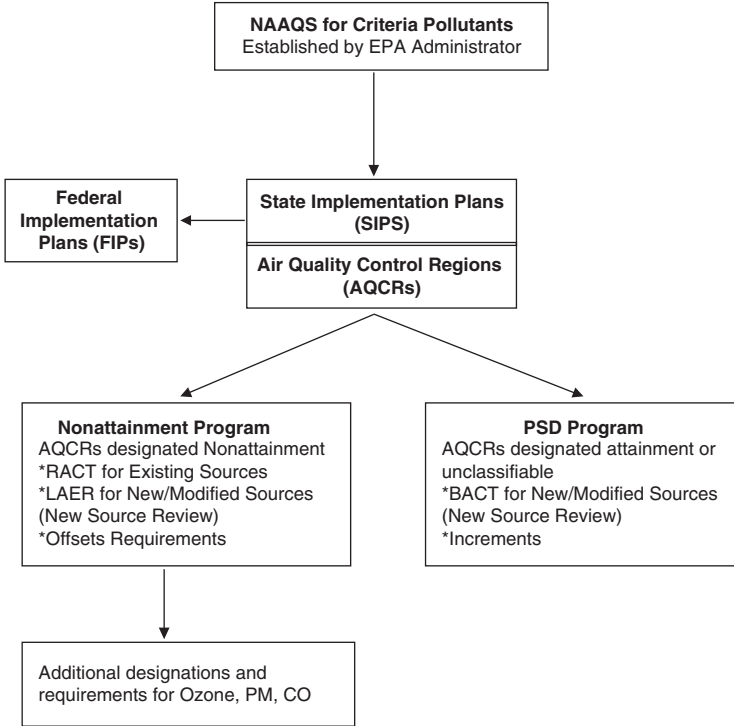 NAAQS for Criteria Pollutants
Established by EPA Administrator
Federal
Implementation
Plans (FIPs)
State Implementation Plans
(SIPS)
Air Quality Control Regions
(AQCRs)
Nonattainment Program
AQCRs designated Nonattainment
*RACT for Existing Sources
*LAER for New/Modified Sources
(New Source Review)
*Offsets Requirements
PSD Program
AQCRs designated attainment or
unclassifiable
*BACT for New/Modified Sources
(New Source Review)
*Increments
Additional designations and
requirements for Ozone, PM, CO